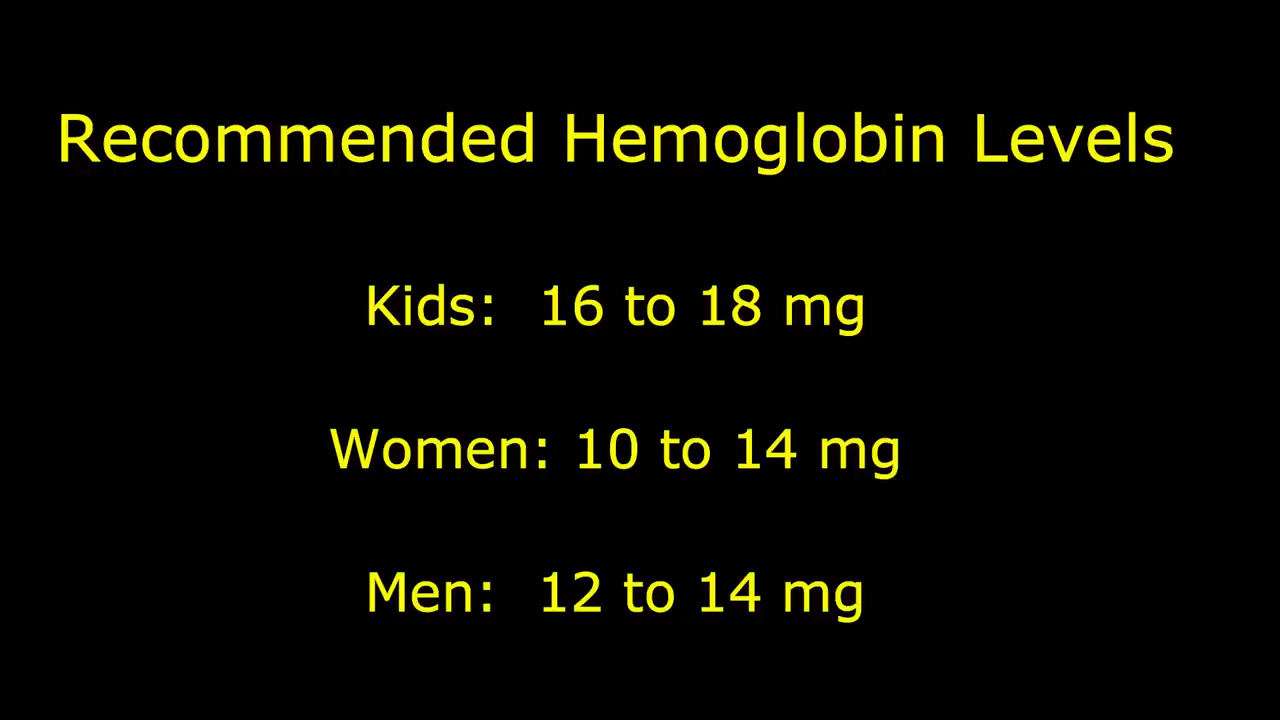 Recommended Hemoglobin Levels
Kids: 16 to 18 mg
Women: 10 to 14 mg
Men: 12 to 14 mg